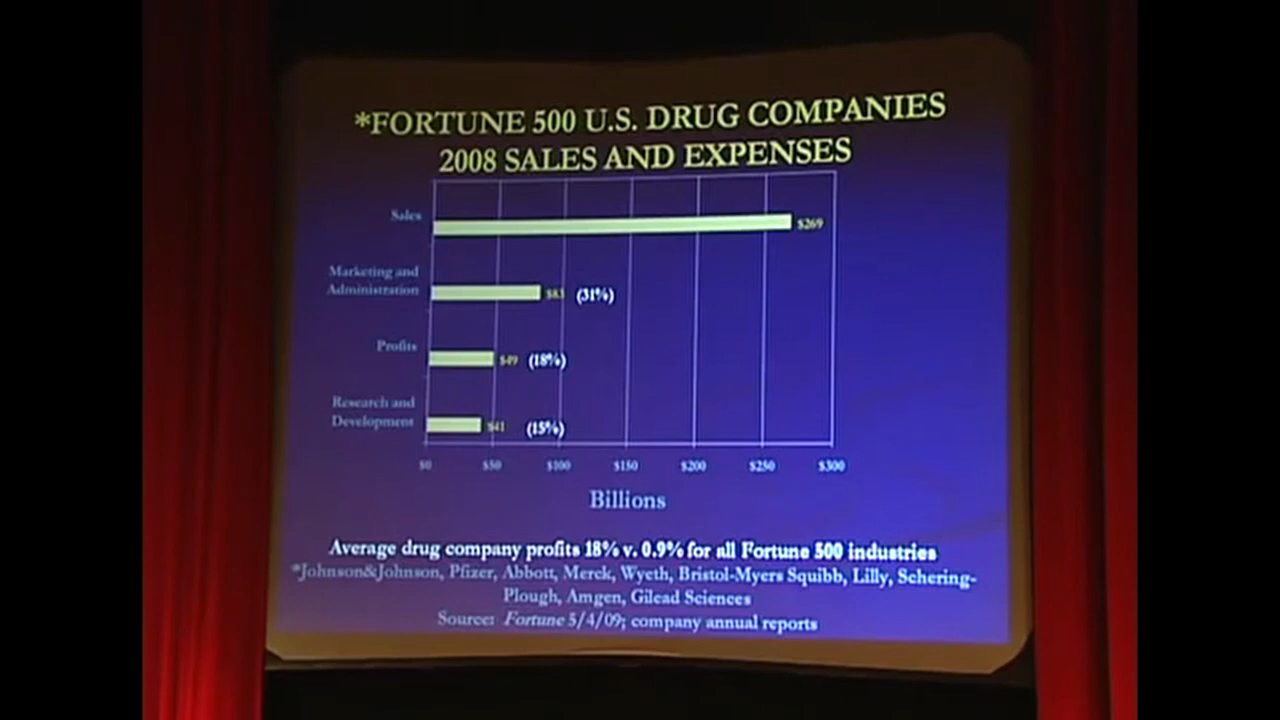 *FORTUNE 500 U.S. DRUG COMPANIES
2008 SALES AND EXPENSES
Sales
$269
Marketing and
Administration
$83
(31%)
Profits
$49
(18%)
Research and
Development
$41
(15%)
$0
$50
$100
$150
$200
$250
$300
Billions
Average drug company profits 18% v. 0.9% for all Fortune 500 industries
*Johnson&Johnson, Pfizer, Abbott, Merck, Wyeth, Bristol-Myers Squibb, Lilly, Schering-
Plough, Amgen, Gilead Sciences
Source: Fortune 5/4/09; company annual reports